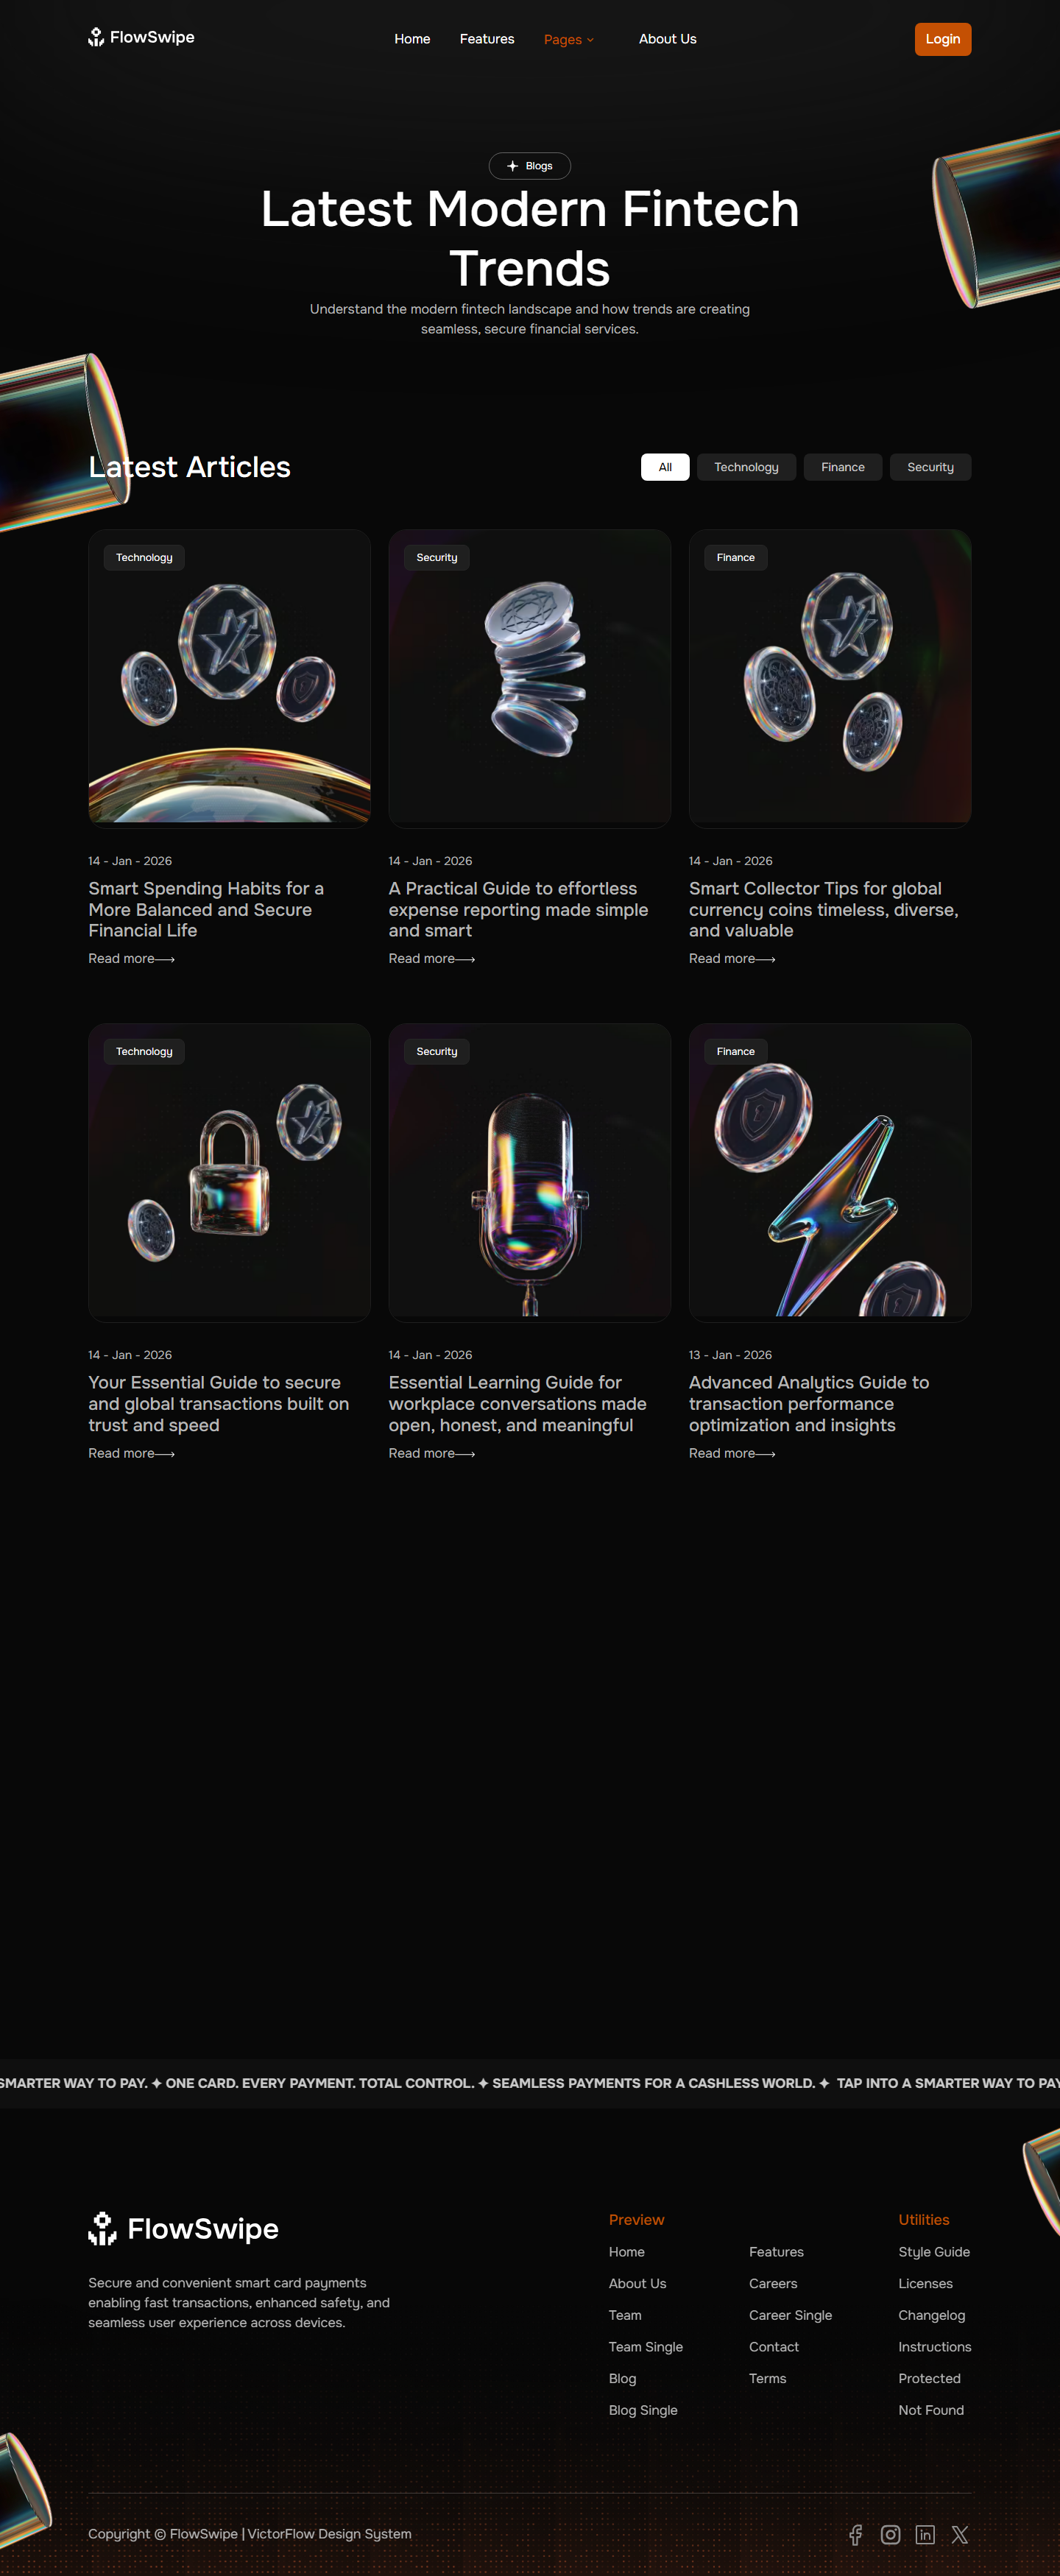 FlowSwipe
Home
Features
Pages
About Us
Login
Blogs
Latest Modern Fintech
Trends
Understand the modern fintech landscape and how trends are creating
seamless, secure financial services.
Latest Articles
All
Technology
Finance
Security
Technology
Security
Finance
14 - Jan - 2026
Smart Spending Habits for a
More Balanced and Secure
Financial Life
Read more
14 - Jan - 2026
A Practical Guide to effortless
expense reporting made simple
and smart
Read more
14 - Jan - 2026
Smart Collector Tips for global
currency coins timeless, diverse,
and valuable
Read more
Technology
Security
Finance
14 - Jan - 2026
Your Essential Guide to secure
and global transactions built on
trust and speed
Read more
14 - Jan - 2026
Essential Learning Guide for
workplace conversations made
open, honest, and meaningful
Read more
13 - Jan - 2026
Advanced Analytics Guide to
transaction performance
optimization and insights
Read more
SMARTER WAY TO PAY. ✦ ONE CARD. EVERY PAYMENT. TOTAL CONTROL. ✦ SEAMLESS PAYMENTS FOR A CASHLESS WORLD. ✦ TAP INTO A SMARTER WAY TO PAY
FlowSwipe
Secure and convenient smart card payments
enabling fast transactions, enhanced safety, and
seamless user experience across devices.
Preview
Home
About Us
Team
Team Single
Blog
Blog Single
Features
Careers
Career Single
Contact
Terms
Utilities
Style Guide
Licenses
Changelog
Instructions
Protected
Not Found
Copyright © FlowSwipe | VictorFlow Design System